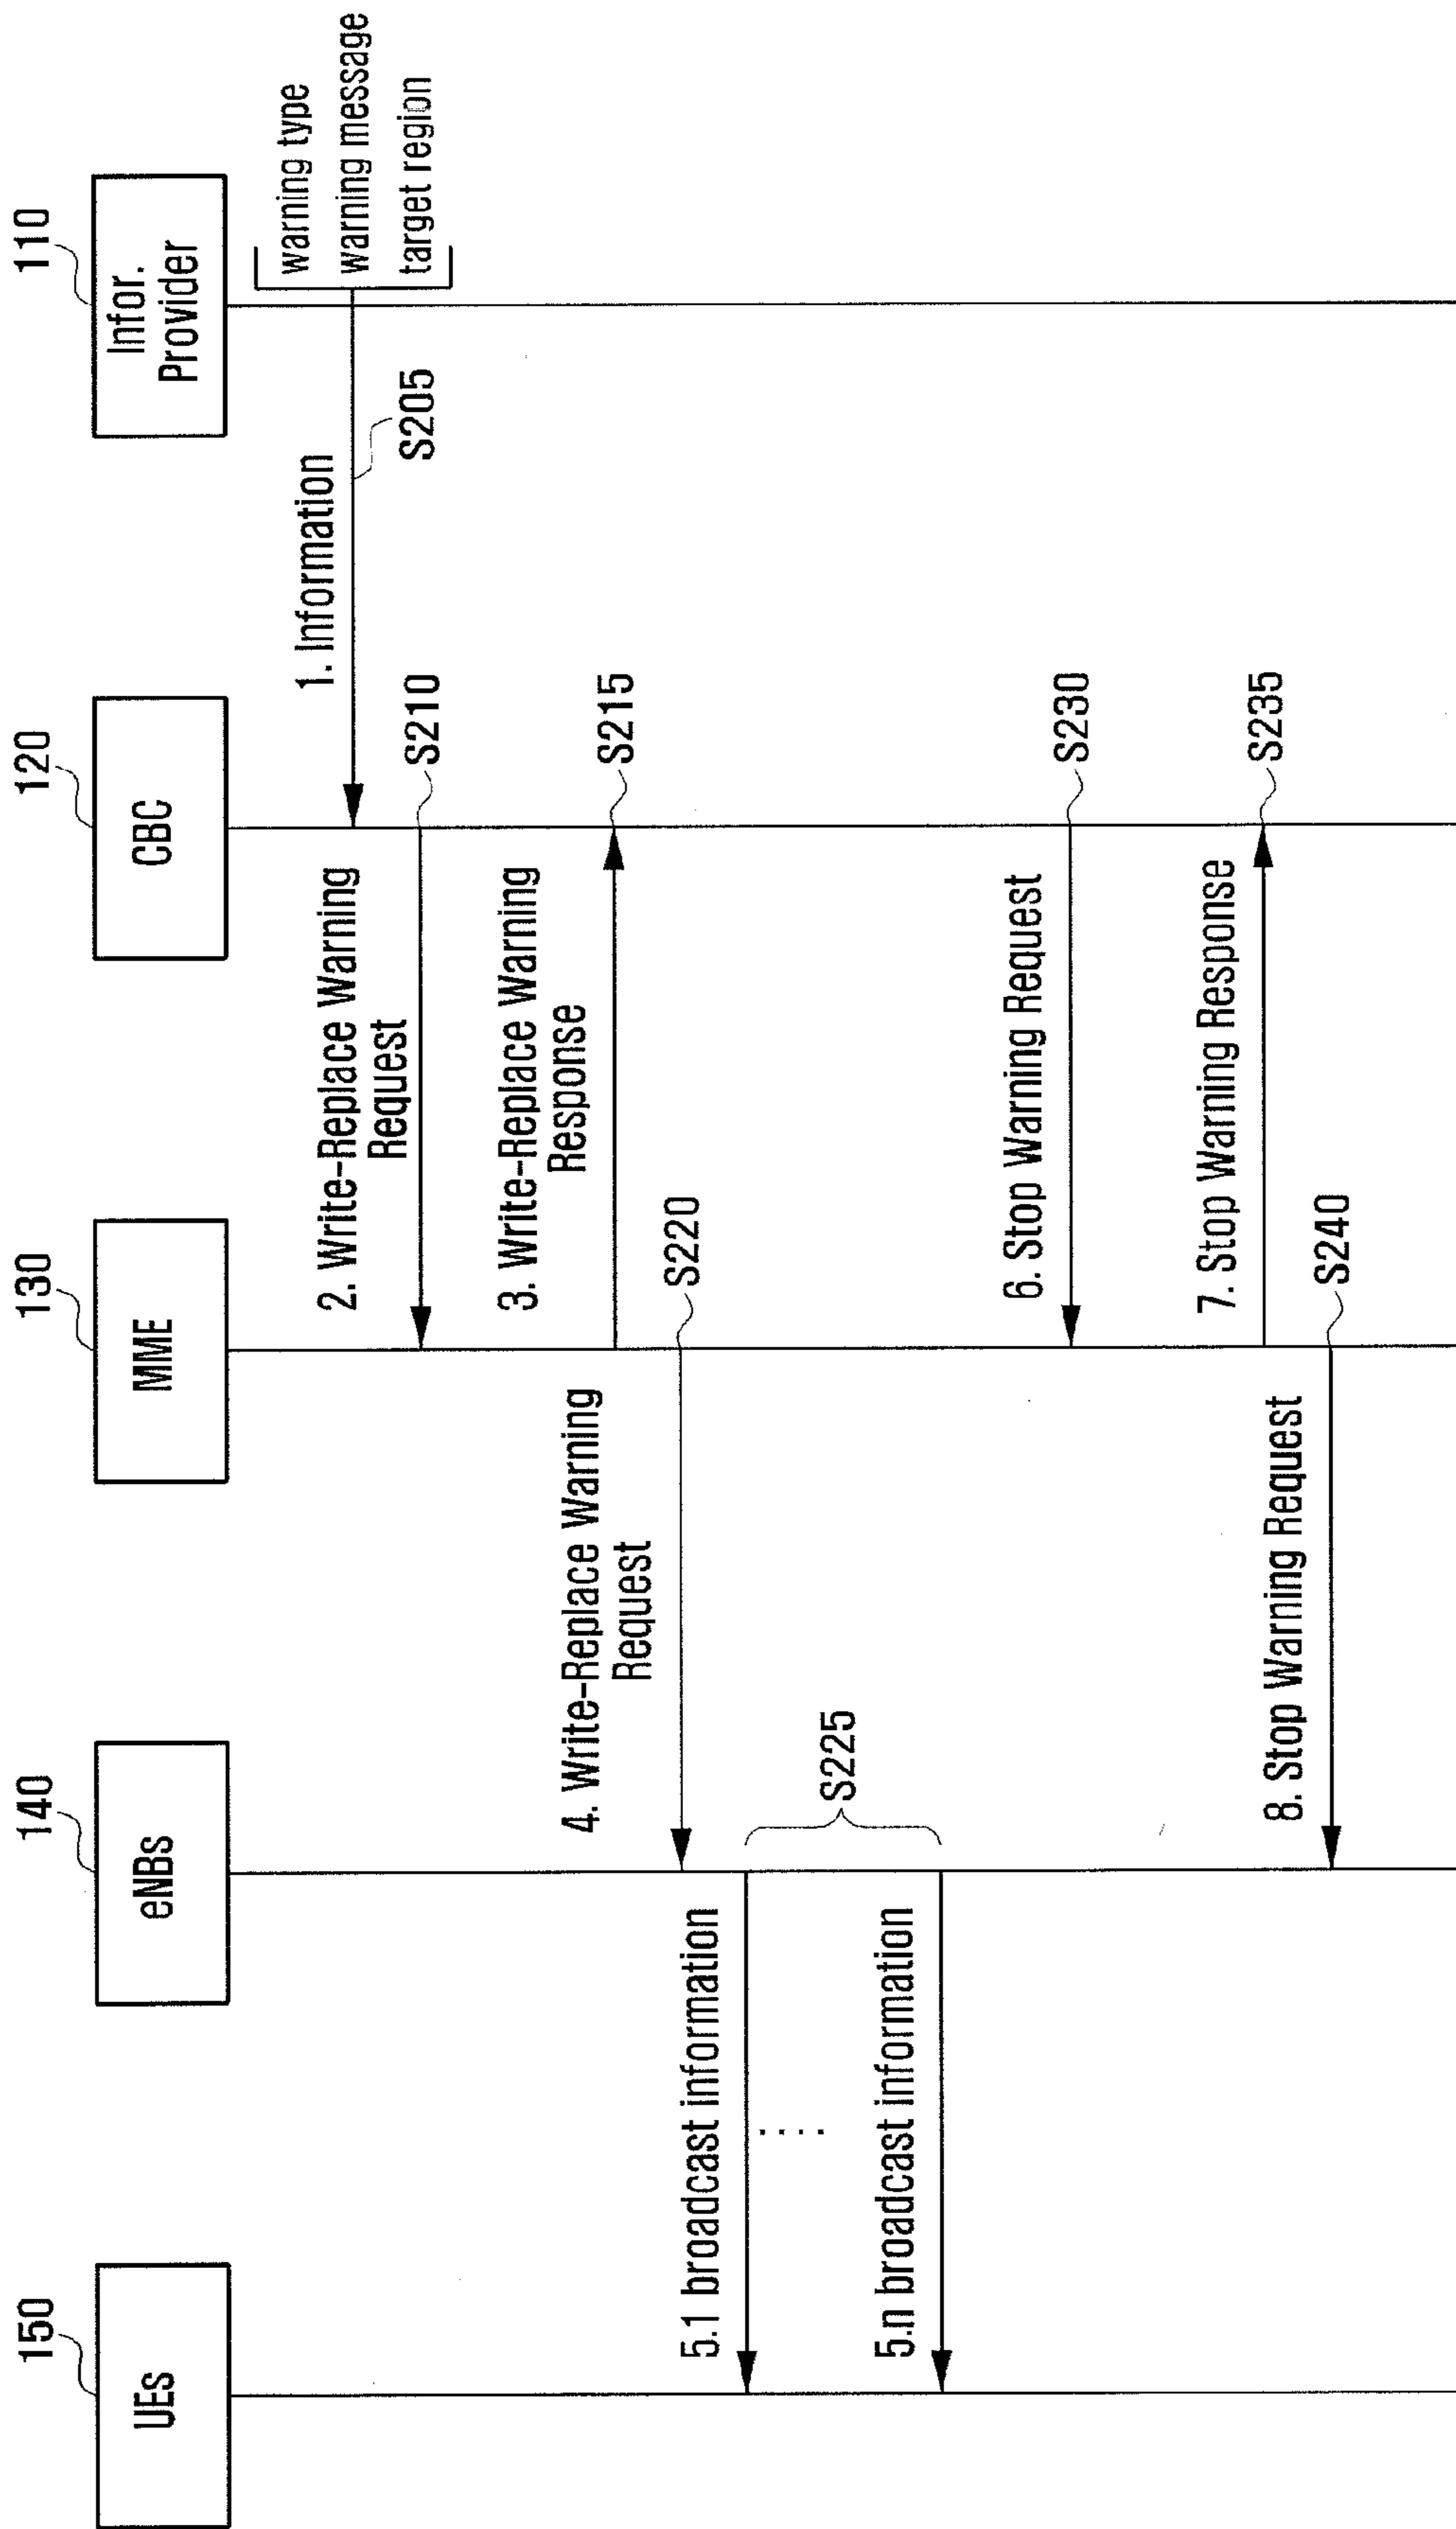 150
UEs
140
eNBs
130
MME
120
CBC
110
Infor.
Provider
warning type
warning message
target region
1. Information
S205
2. Write-Replace Warning
Request
S210
3. Write-Replace Warning
Response
S215
4. Write-Replace Warning
Request
S220
5.1 broadcast information
....
5.n broadcast information
S225
6. Stop Warning Request
S230
7. Stop Warning Response
S235
8. Stop Warning Request
S240